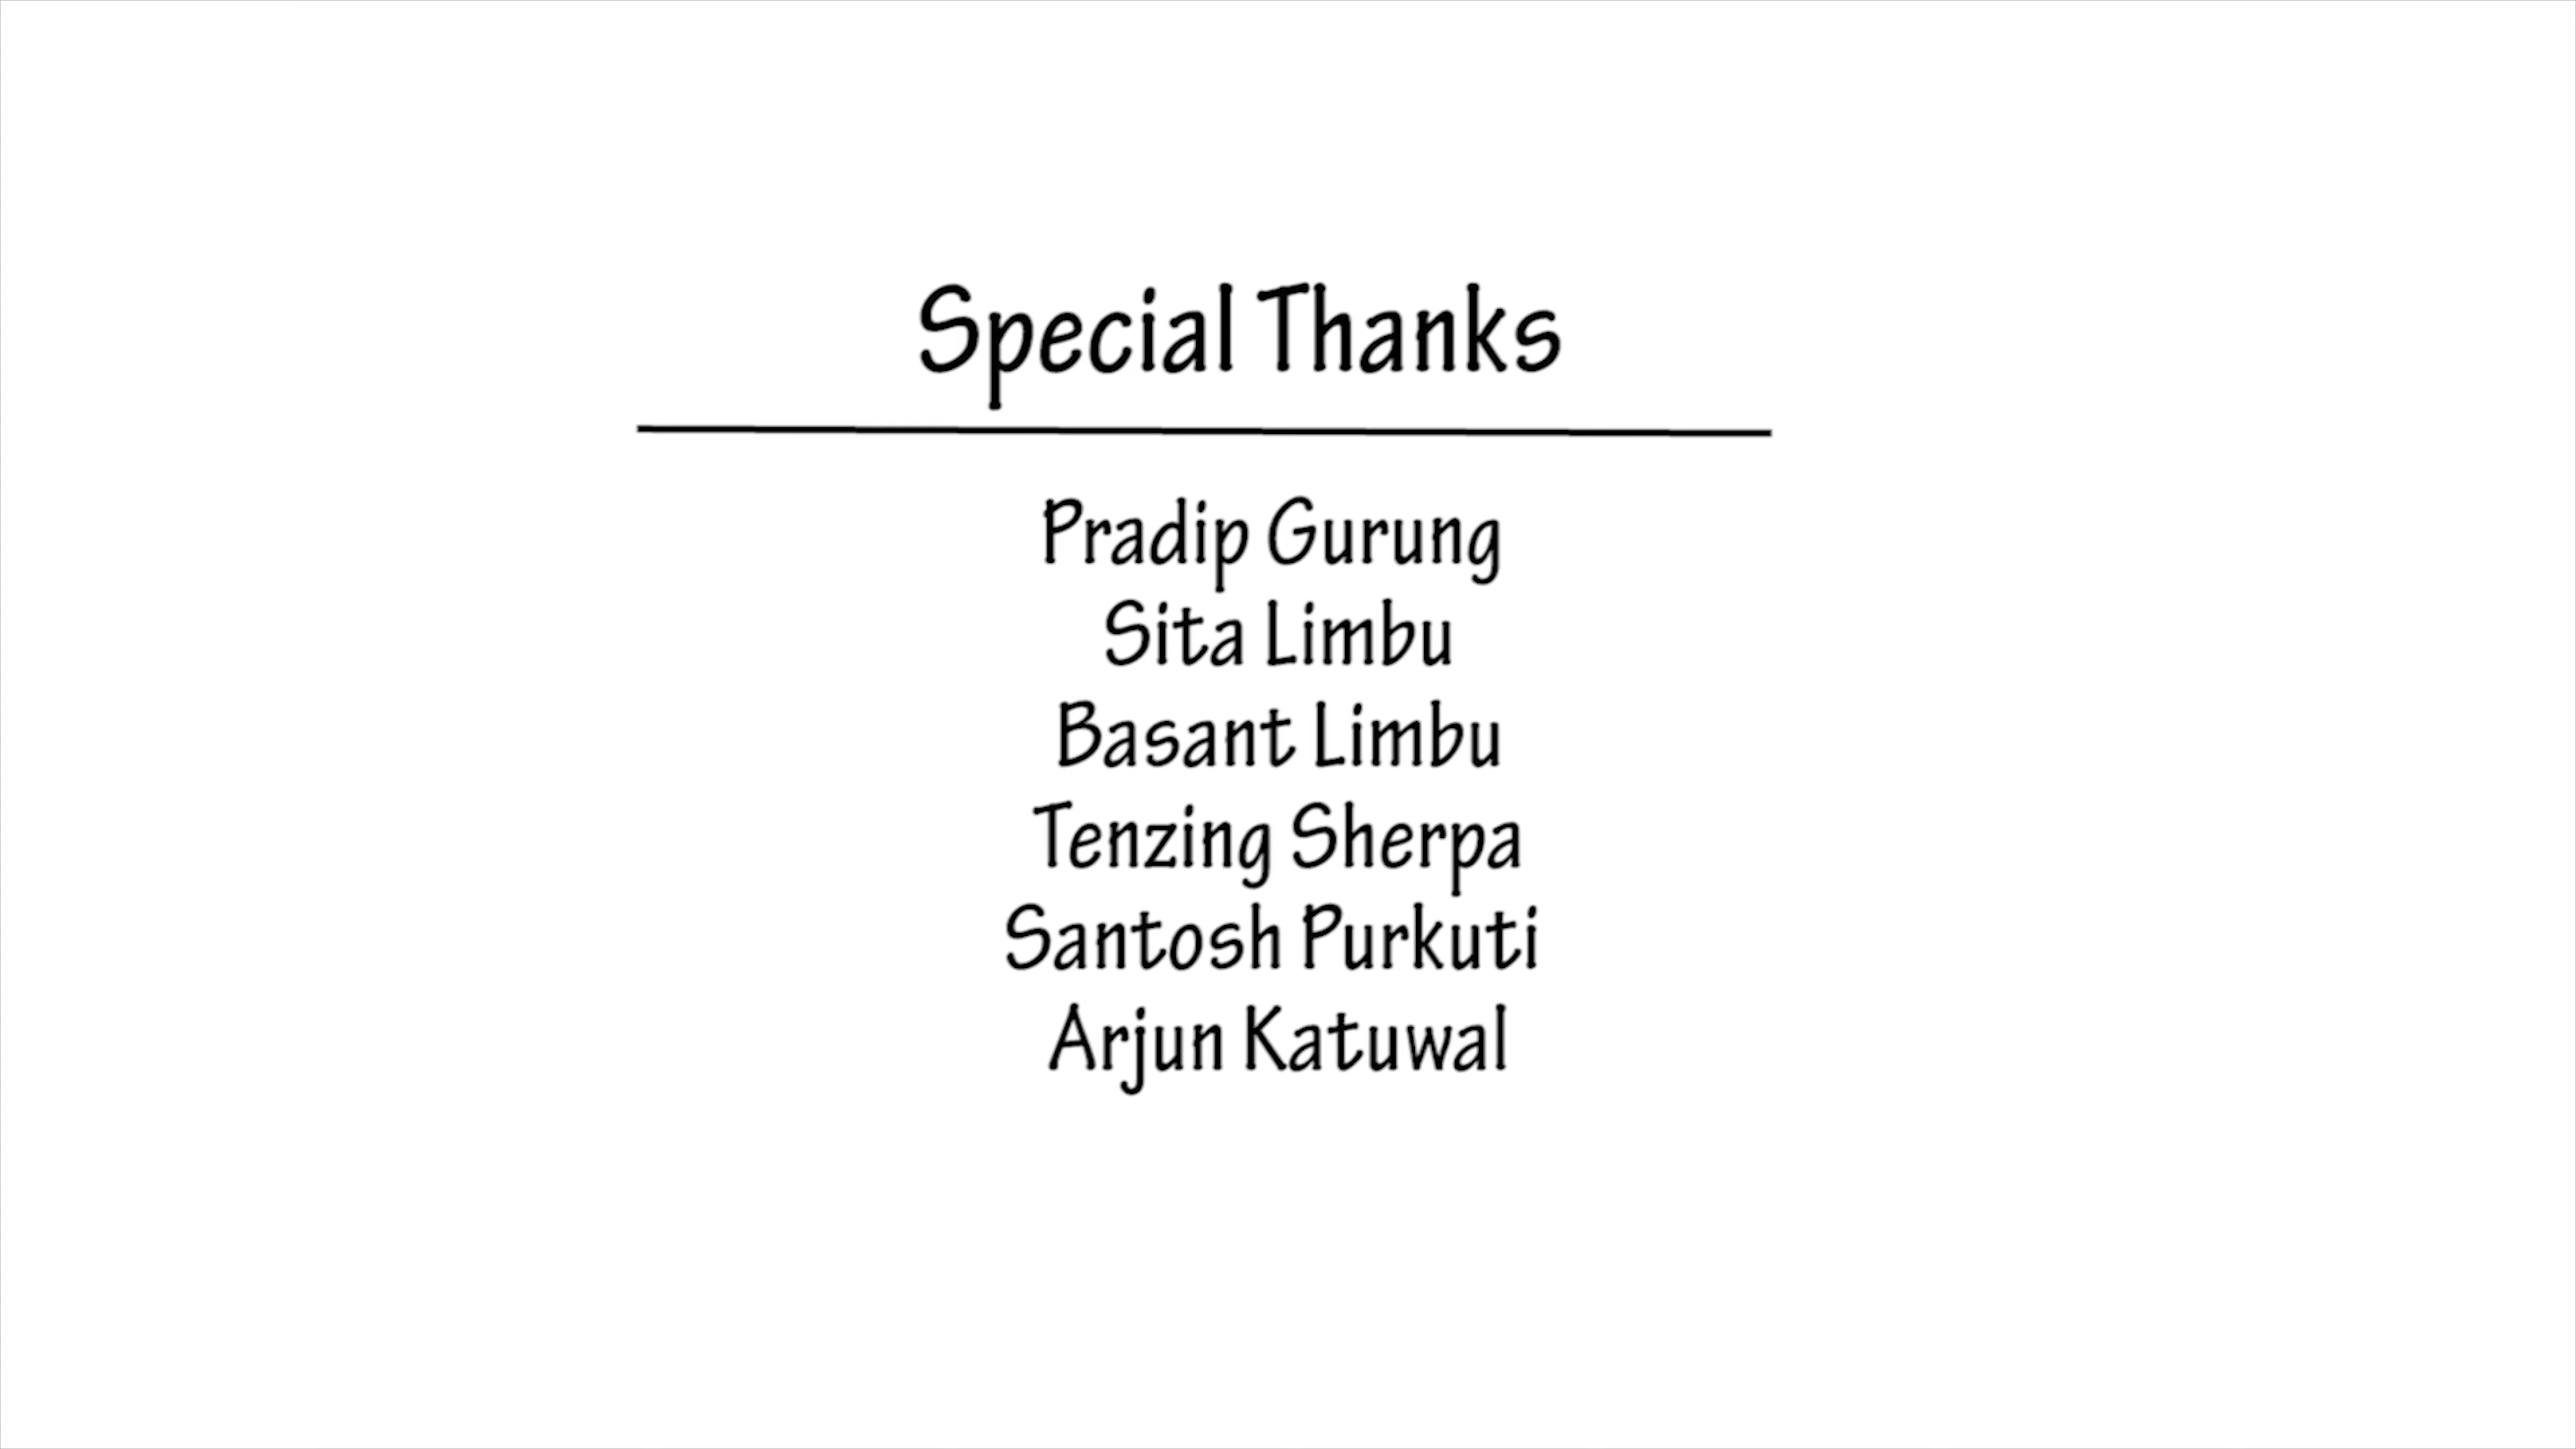 Special Thanks
Pradip Gurung
Sita Limbu
Basant Limbu
Tenzing Sherpa
Santosh Purkuti
Arjun Katuwal